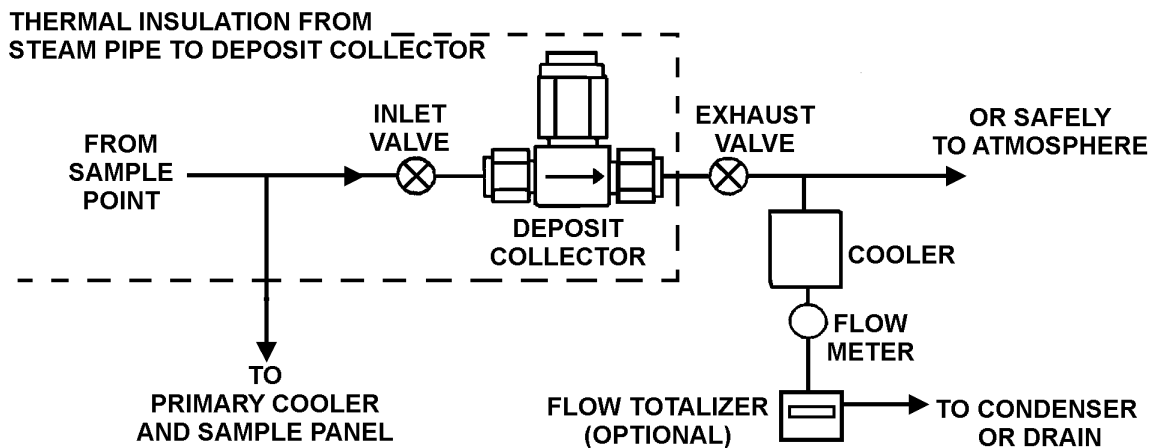 THERMAL INSULATION FROM
STEAM PIPE TO DEPOSIT COLLECTOR
INLET
VALVE
EXHAUST
VALVE
OR SAFELY
TO ATMOSPHERE
FROM
SAMPLE
POINT
DEPOSIT
COLLECTOR
COOLER
FLOW
METER
TO
PRIMARY COOLER
AND SAMPLE PANEL
FLOW TOTALIZER
(OPTIONAL)
TO CONDENSER
OR DRAIN